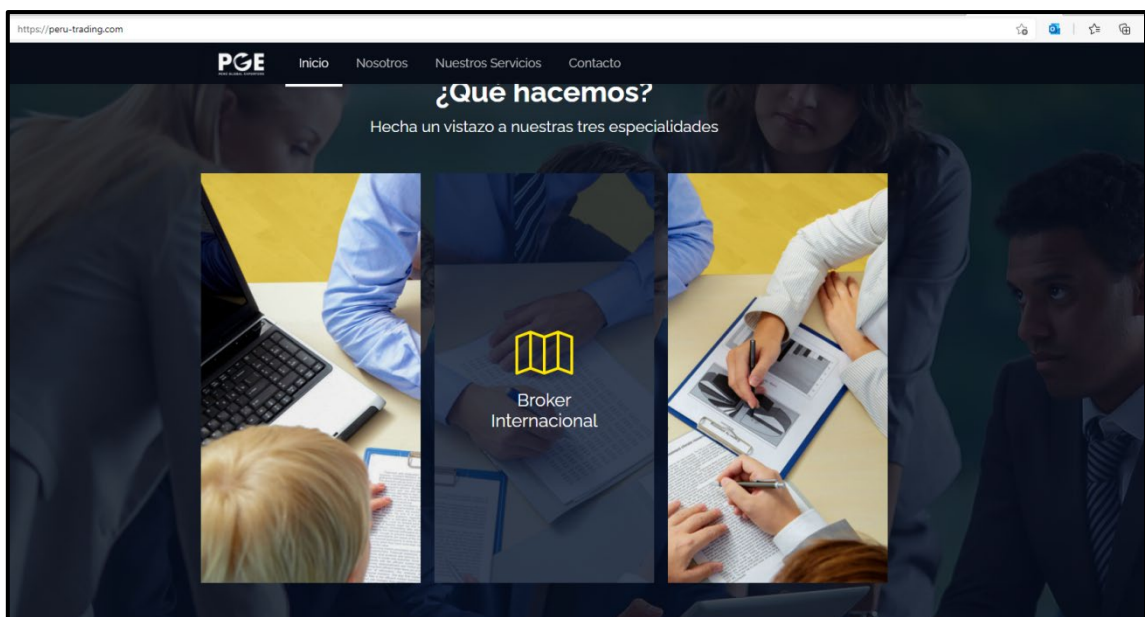 https://peru-trading.com
PGE
Inicio
Nosotros
Nuestros Servicios
Contacto
¿Qué hacemos?
Hecha un vistazo a nuestras tres especialidades
Broker
Internacional